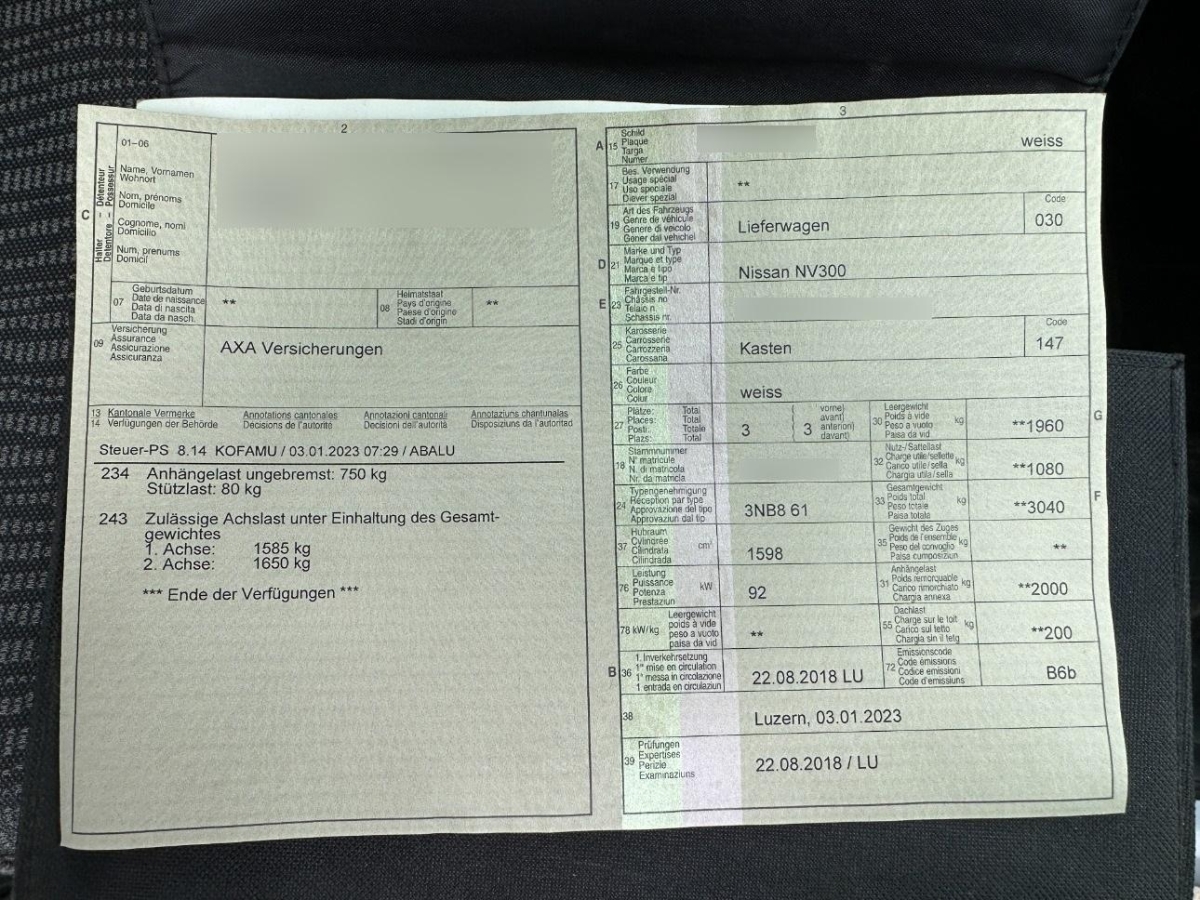 2
01-06
Name, Vornamen
Wohnort
Nom, prénoms
Domicile
Cognome, nomi
Domicilio
Num, prenums
Domicil
C
Halter - Détenteur
Detentore - Possessur
07
Geburtsdatum
Date de naissance
Data di nascita
Data da nasch.
**
08
Heimatstaat
Pays d'origine
Paese d'origine
Stadi d'origin
**
09
Versicherung
Assurance
Assicurazione
Assicuranza
AXA Versicherungen
13 Kantonale Vermerke Annotations cantonales Annotazioni cantonali Annotaziuns chantunalas
14 Verfügungen der Behörde Décisions de l'autorité Decisioni dell'autorità Disposiziuns da l'autoritad
Steuer-PS 8.14 KOFAMU / 03.01.2023 07:29 / ABALU
234 Anhängelast ungebremst: 750 kg
Stützlast: 80 kg
243 Zulässige Achslast unter Einhaltung des Gesamt-
gewichtes
1. Achse: 1585 kg
2. Achse: 1650 kg
*** Ende der Verfügungen ***
3
A
15
Schild
Plaque
Targa
Numer
weiss
17
Bes. Verwendung
Usage spécial
Uso speciale
Diever spezial
**
19
Art des Fahrzeugs
Genre de véhicule
Genere di veicolo
Gener dal vehichel
Lieferwagen
Code
030
D
21
Marke und Typ
Marque et type
Marca e tipo
Marca e tip
Nissan NV300
E
23
Fahrgestell-Nr.
Châssis no
Telaio n.
Schassis nr.
25
Karosserie
Carrosserie
Carrozzeria
Carossaria
Kasten
Code
147
26
Farbe
Couleur
Colore
Colur
weiss
27
Plätze: Total
Places: Total
Posti: Totale
Plazs: Total
3
3
vorne)
avant)
anteriori)
davant)
30
Leergewicht
Poids à vide
Peso a vuoto
Paisa da vid
kg
**1960
G
18
Stammnummer
N° matricule
N. di matricola
Nr. da matricla
32
Nutz-/Sattellast
Charge utile/sellette
Carico utile/sella
Chargia utila/sella
kg
**1080
24
Typengenehmigung
Réception par type
Approvazione del tipo
Approvaziun dal tip
3NB8 61
33
Gesamtgewicht
Poids total
Peso totale
Paisa totala
kg
**3040
F
37
Hubraum
Cylindrée
Cilindrata
Cilindrada
cm³
1598
35
Gewicht des Zuges
Poids de l'ensemble
Peso del convoglio
Paisa cumposiziun
kg
**
76
Leistung
Puissance
Potenza
Prestaziun
kW
92
31
Anhängelast
Poids remorquable
Carico rimorchiato
Chargia annexa
kg
**2000
78 kW/kg
Leergewicht
poids à vide
peso a vuoto
paisa da vid
**
55
Dachlast
Charge sur le toit
Carico sul tetto
Chargia sin il tetg
kg
**200
B
36
1. Inverkehrsetzung
1re mise en circulation
1a messa in circolazione
1 entrada en circulaziun
22.08.2018 LU
72
Emissionscode
Code émissions
Codice emissioni
Code d'emissiuns
B6b
38
Luzern, 03.01.2023
39
Prüfungen
Expertises
Perizie
Examinaziuns
22.08.2018 / LU